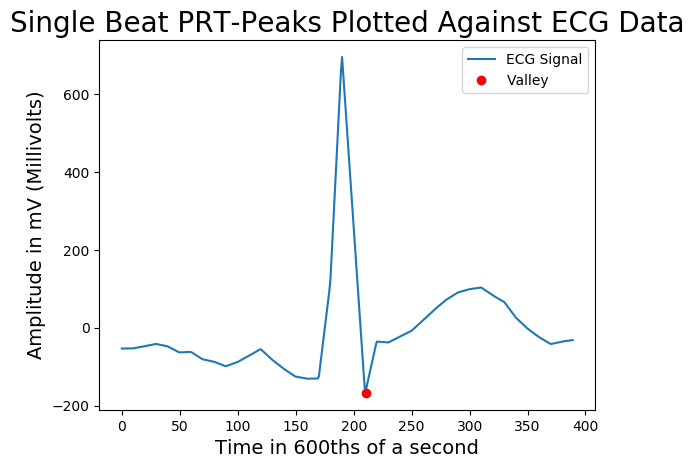 Single Beat PRT-Peaks Plotted Against ECG Data
ECG Signal
Valley
Amplitude in mV (Millivolts)
600
400
200
0
−200
0 50 100 150 200 250 300 350 400
Time in 600ths of a second